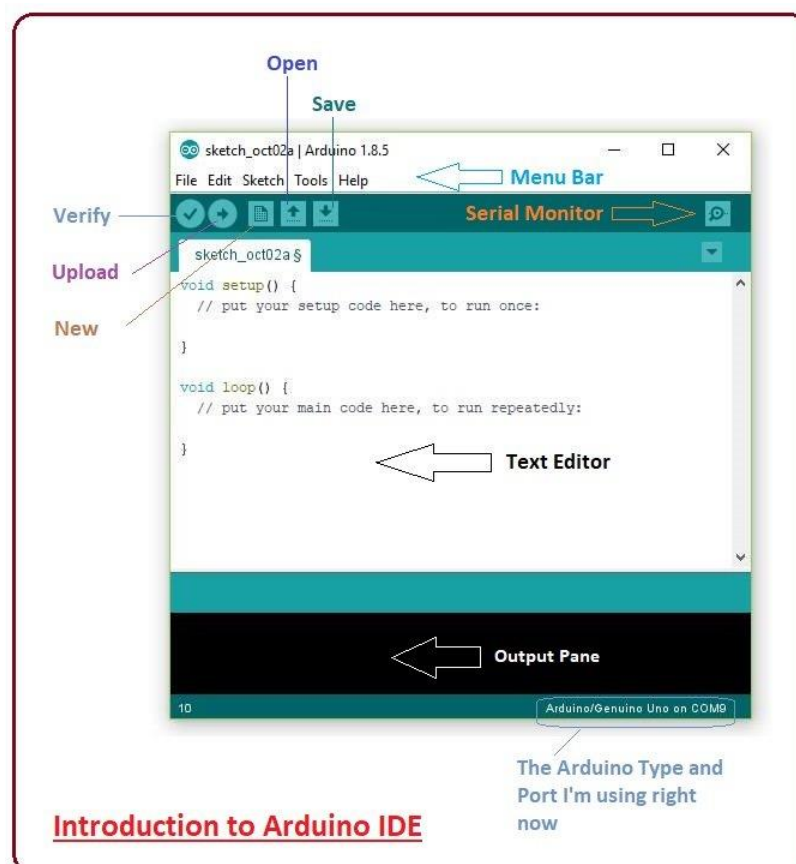 Open
Save
sketch_oct02a | Arduino 1.8.5
File Edit Sketch Tools Help
Menu Bar
Verify
Serial Monitor
sketch_oct02a §
Upload
New
void setup() {
// put your setup code here, to run once:
}
void loop() {
// put your main code here, to run repeatedly:
}
Text Editor
Output Pane
10
Arduino/Genuino Uno on COM9
The Arduino Type and
Port I'm using right
now
Introduction to Arduino IDE